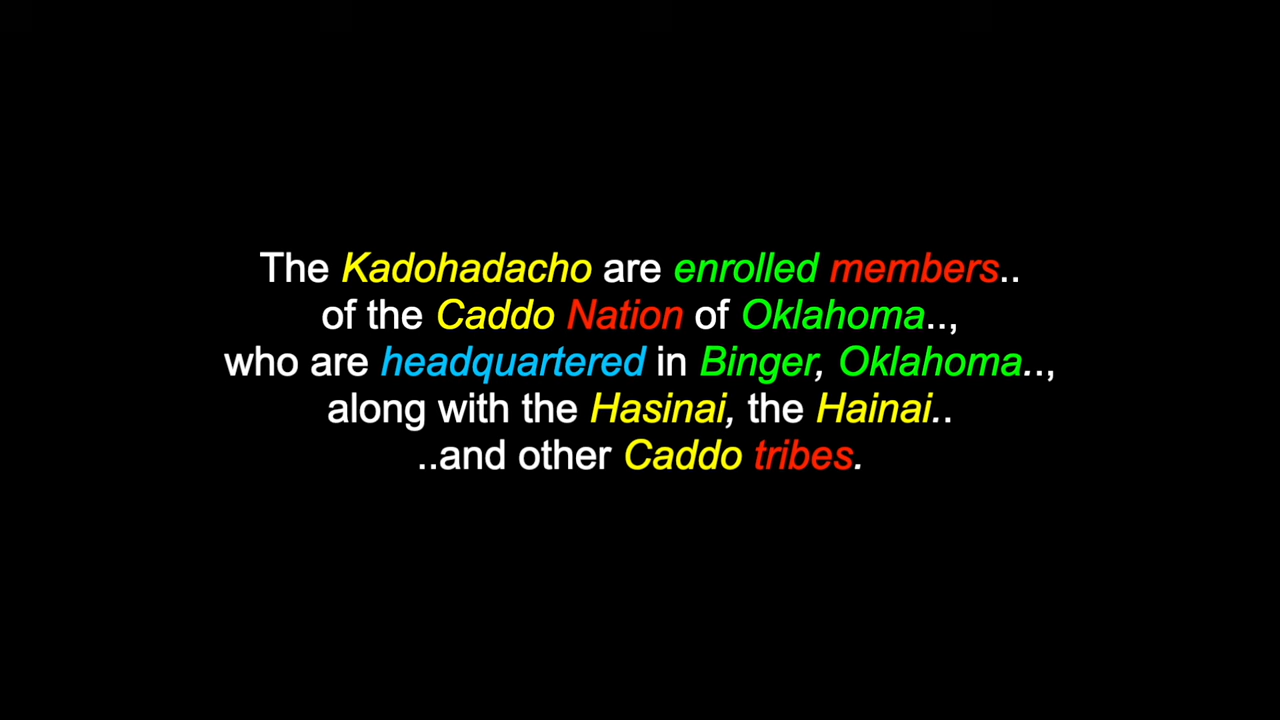 The Kadohadacho are enrolled members..
of the Caddo Nation of Oklahoma..,
who are headquartered in Binger, Oklahoma..,
along with the Hasinai, the Hainai..
..and other Caddo tribes.